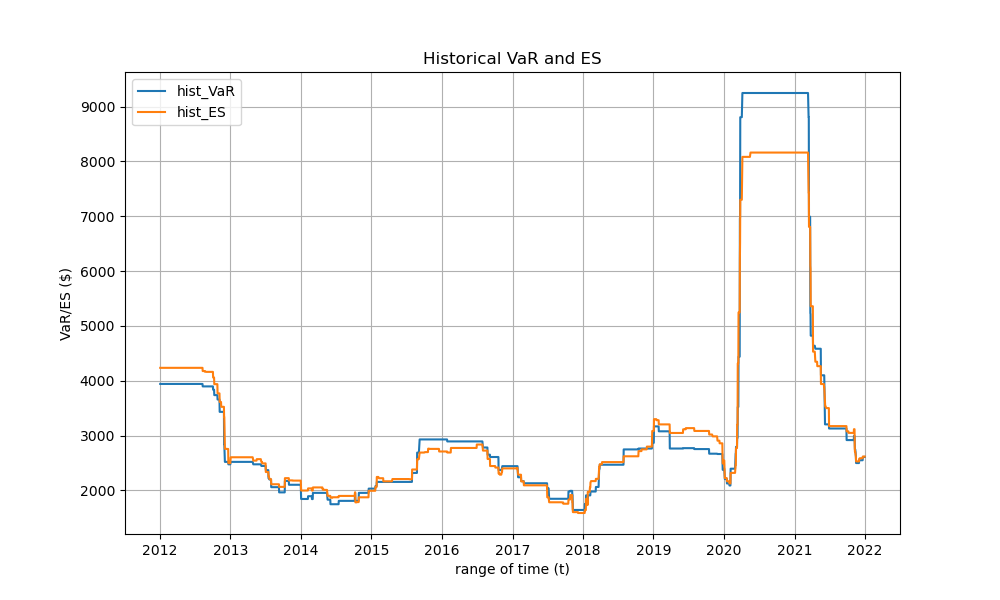 Historical VaR and ES
hist_VaR
hist_ES
9000
8000
7000
6000
5000
4000
3000
2000
VaR/ES ($)
2012 2013 2014 2015 2016 2017 2018 2019 2020 2021 2022
range of time (t)